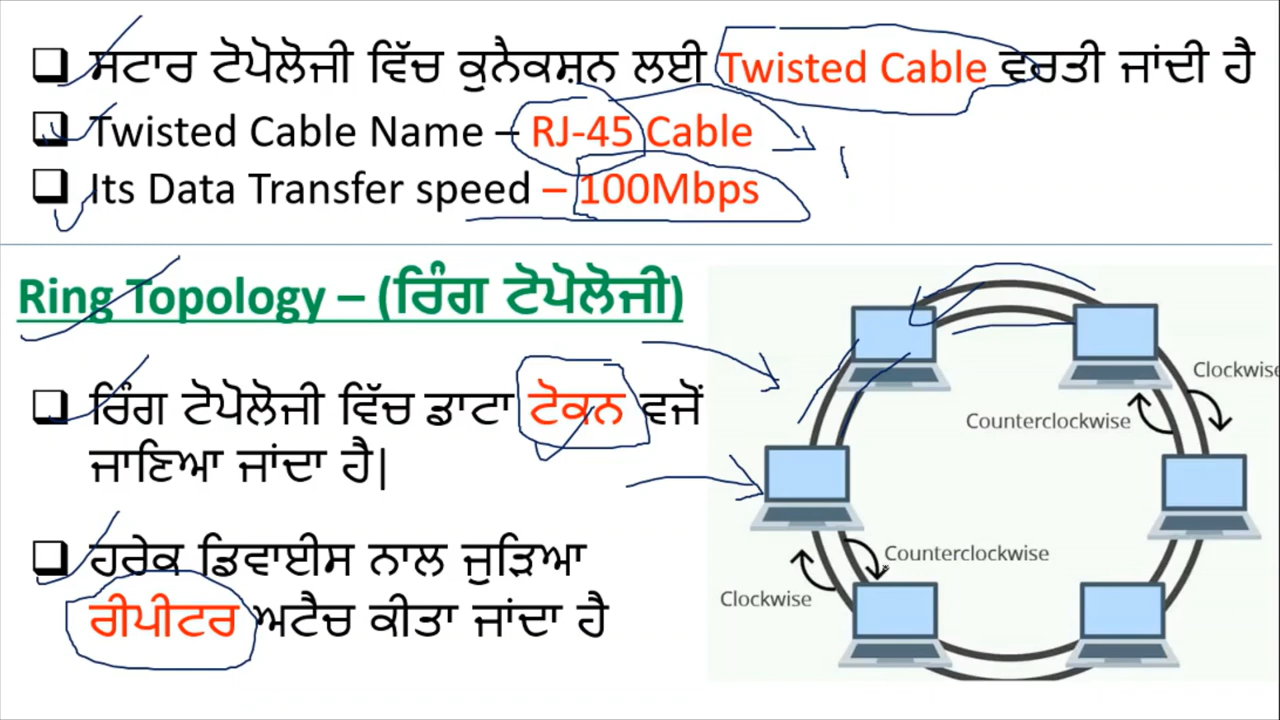 ਸਟਾਰ ਟੋਪੋਲੋਜੀ ਵਿੱਚ ਕੁਨੈਕਸ਼ਨ ਲਈ Twisted Cable ਵਰਤੀ ਜਾਂਦੀ ਹੈ
Twisted Cable Name – RJ-45 Cable
Its Data Transfer speed – 100Mbps
Ring Topology – (ਰਿੰਗ ਟੋਪੋਲੋਜੀ)
ਰਿੰਗ ਟੋਪੋਲੋਜੀ ਵਿੱਚ ਡਾਟਾ ਟੋਕਨ ਵਜੋਂ
ਜਾਣਿਆ ਜਾਂਦਾ ਹੈ|
ਹਰੇਕ ਡਿਵਾਈਸ ਨਾਲ ਜੁੜਿਆ
ਰੀਪੀਟਰ ਅਟੈਚ ਕੀਤਾ ਜਾਂਦਾ ਹੈ
Clockwise
Counterclockwise
Counterclockwise
Clockwise